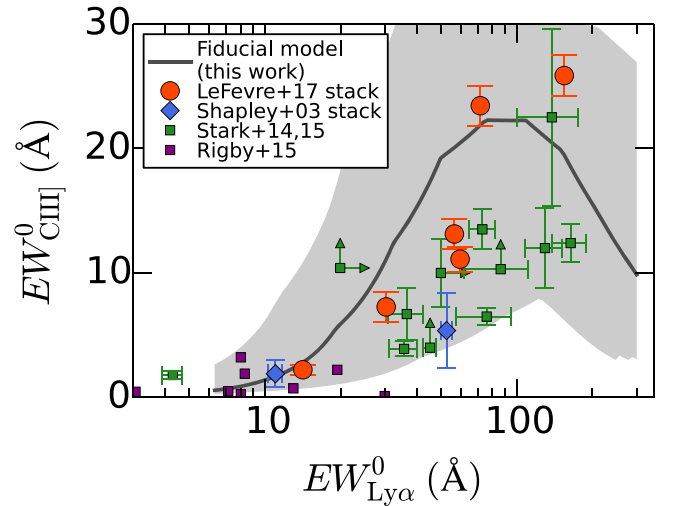 30
20
10
0
EW⁰CIII] (Å)
Fiducial model
(this work)
LeFevre+17 stack
Shapley+03 stack
Stark+14,15
Rigby+15
10 100
EW⁰Lyα (Å)